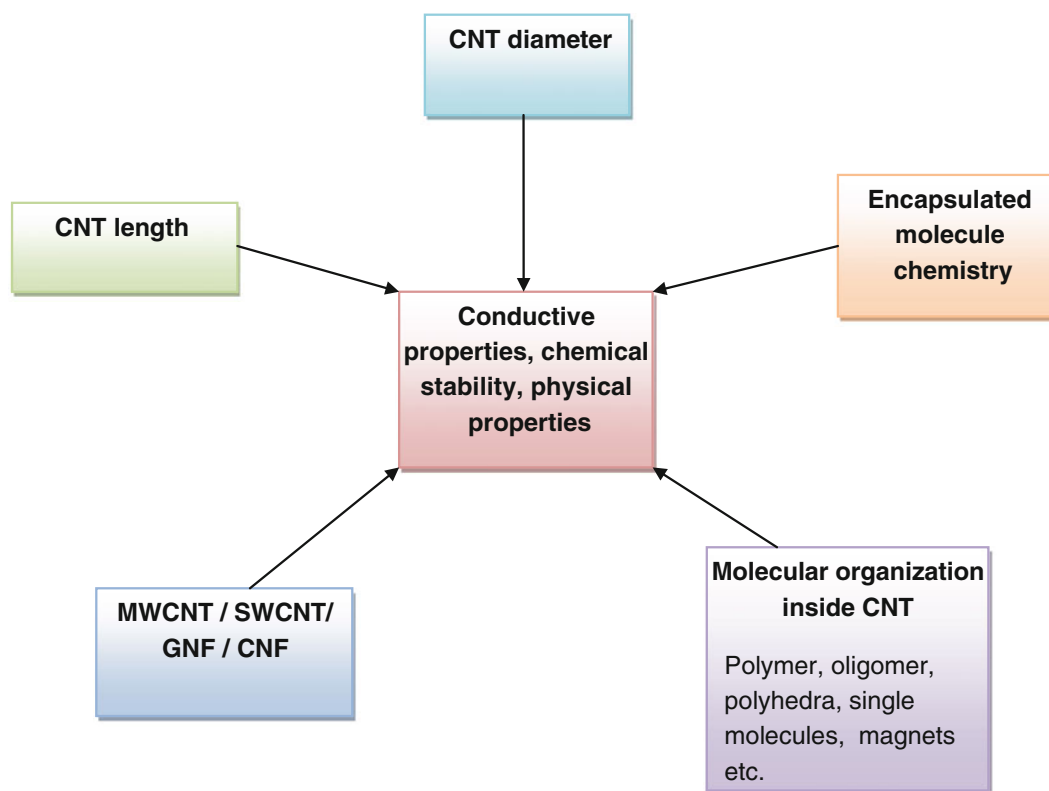 CNT diameter
CNT length
Encapsulated
molecule
chemistry
Conductive
properties, chemical
stability, physical
properties
MWCNT / SWCNT/
GNF / CNF
Molecular organization
inside CNT
Polymer, oligomer,
polyhedra, single
molecules, magnets
etc.